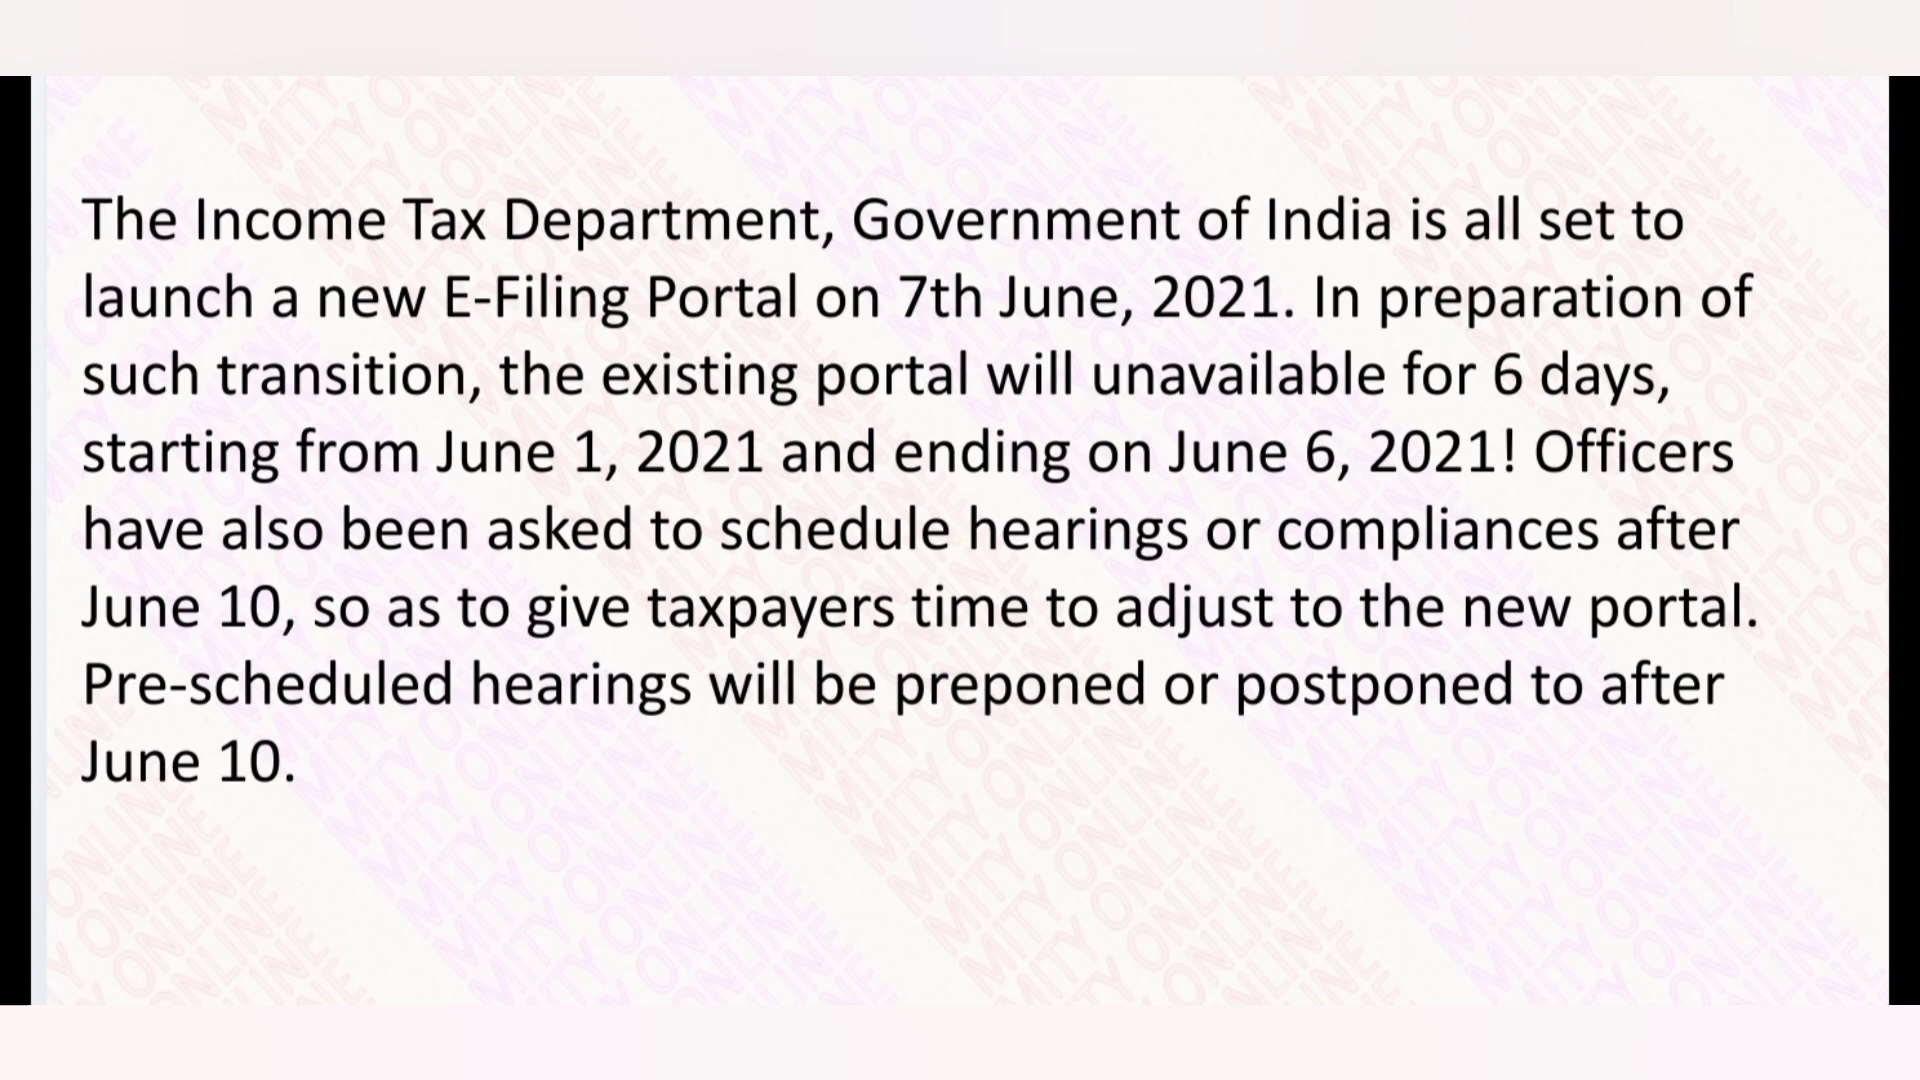 The Income Tax Department, Government of India is all set to
launch a new E-Filing Portal on 7th June, 2021. In preparation of
such transition, the existing portal will unavailable for 6 days,
starting from June 1, 2021 and ending on June 6, 2021! Officers
have also been asked to schedule hearings or compliances after
June 10, so as to give taxpayers time to adjust to the new portal.
Pre-scheduled hearings will be preponed or postponed to after
June 10.